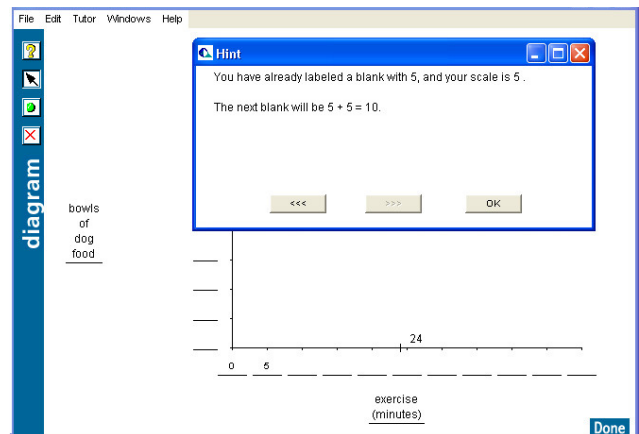 File Edit Tutor Windows Help
Hint
You have already labeled a blank with 5, and your scale is 5 .
The next blank will be 5 + 5 = 10.
<<< >>> OK
diagram
bowls
of
dog
food
24
0 5
exercise
(minutes)
Done